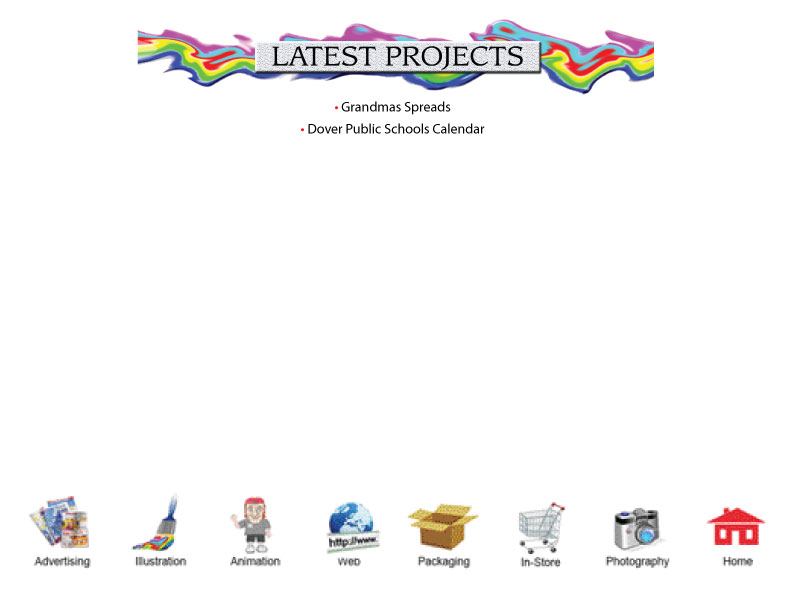 LATEST PROJECTS
• Grandmas Spreads
• Dover Public Schools Calendar
http://www.
Advertising Illustration Animation Web Packaging In-Store Photography Home